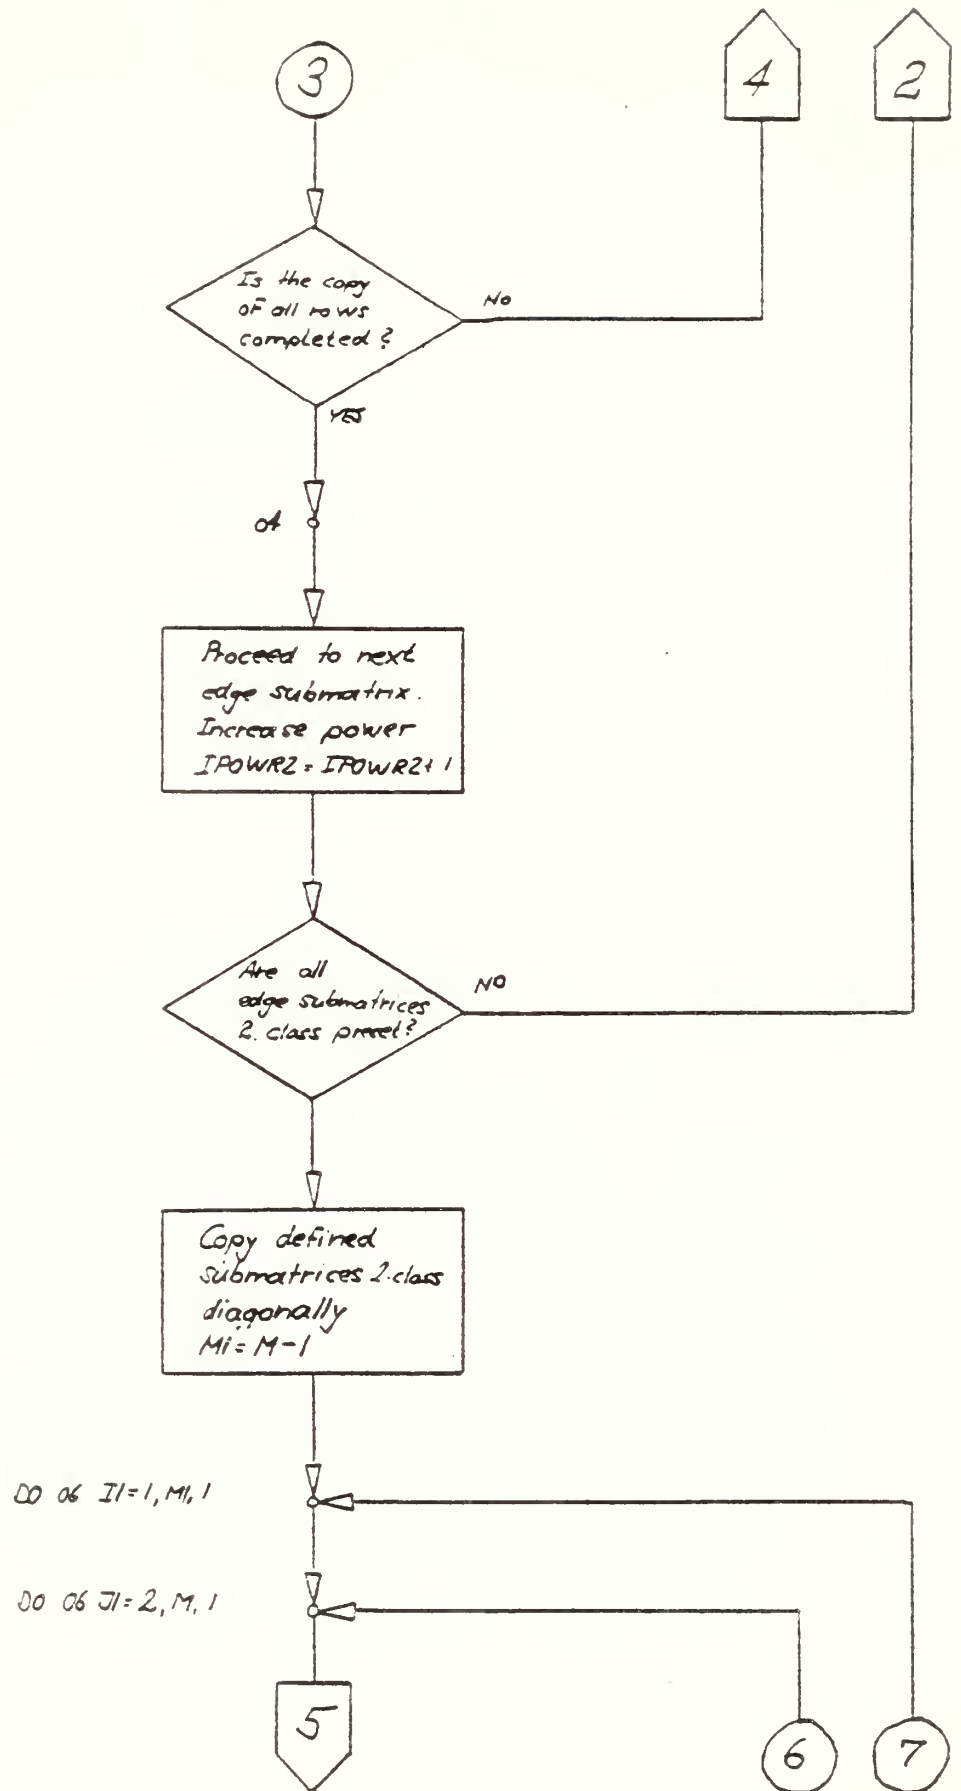 3
4
2
Is the copy
of all rows
completed?
NO
YES
04
Proceed to next
edge submatrix.
Increase power
IPOWR2 = IPOWR2+1
Are all
edge submatrices
2. class preset?
NO
Copy defined
submatrices 2. class
diagonally
M1 = M-1
DO 06 I1=1, M1, 1
DO 06 J1=2, M, 1
5
6
7